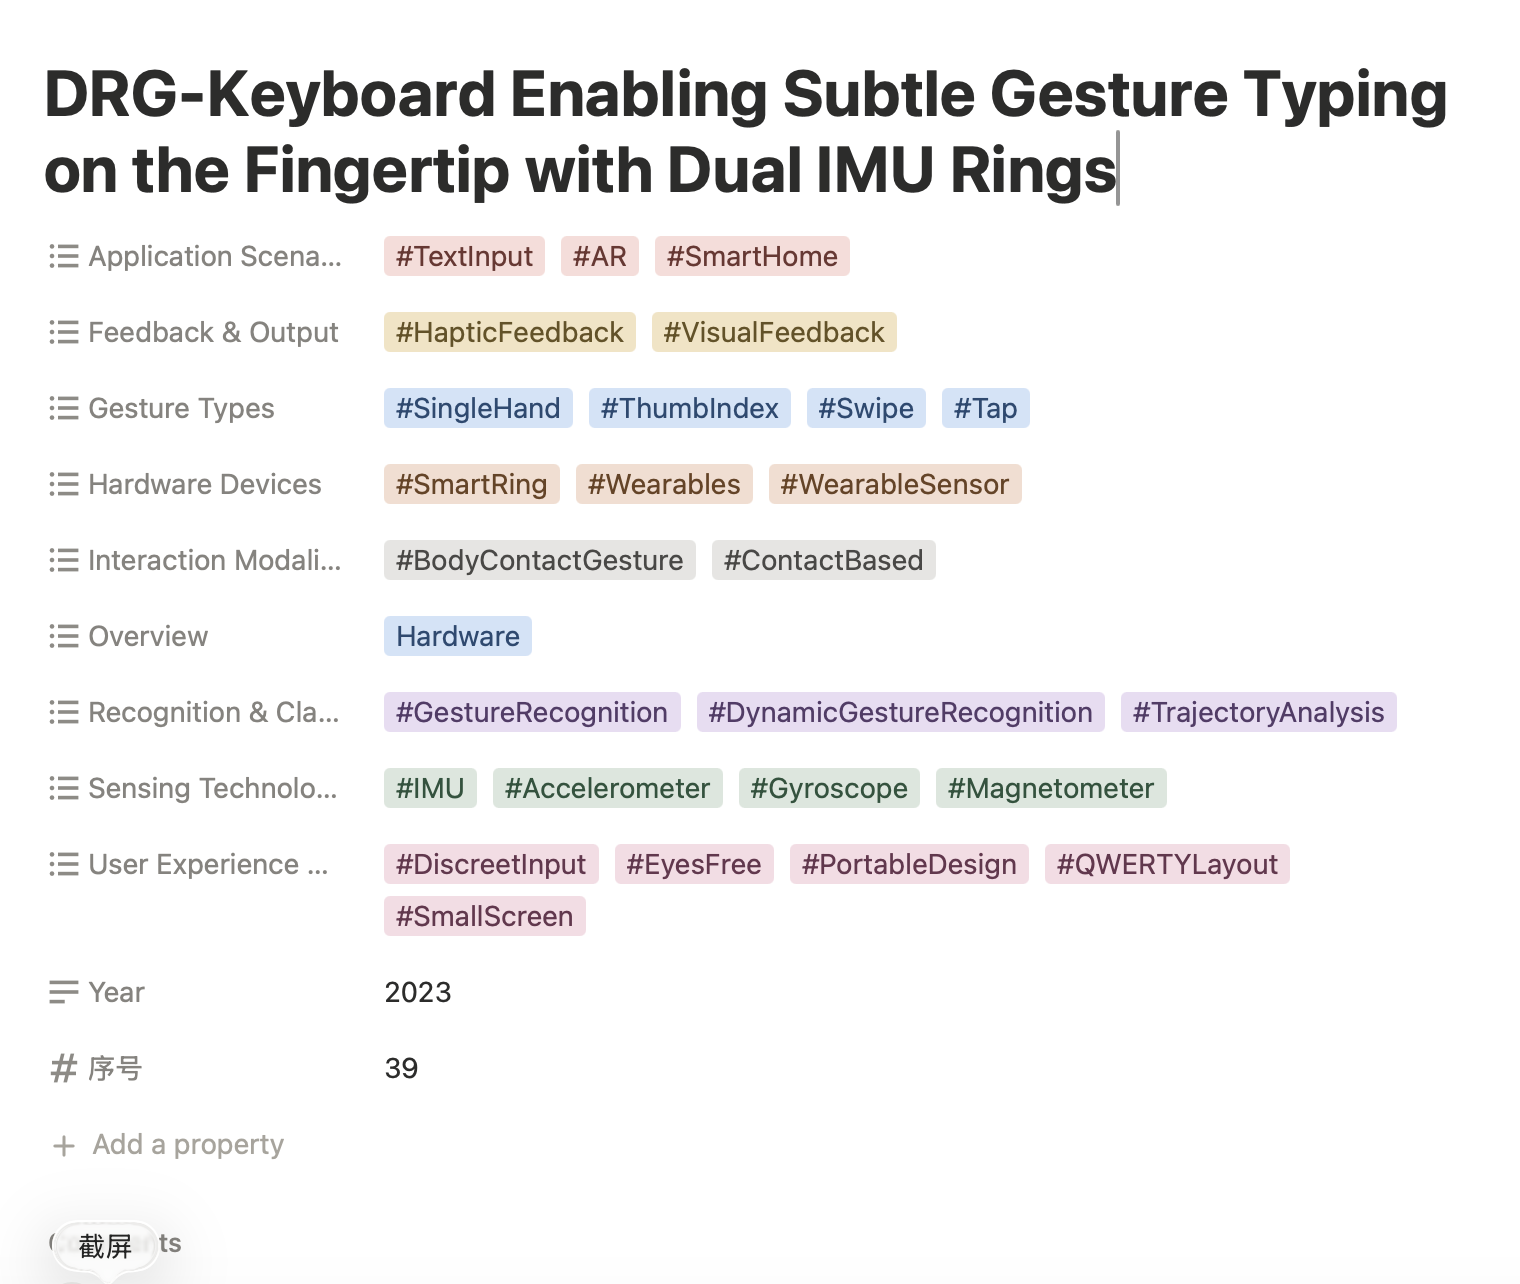 DRG-Keyboard Enabling Subtle Gesture Typing
on the Fingertip with Dual IMU Rings
Application Scena... #TextInput #AR #SmartHome
Feedback & Output #HapticFeedback #VisualFeedback
Gesture Types #SingleHand #ThumbIndex #Swipe #Tap
Hardware Devices #SmartRing #Wearables #WearableSensor
Interaction Modali... #BodyContactGesture #ContactBased
Overview Hardware
Recognition & Cla... #GestureRecognition #DynamicGestureRecognition #TrajectoryAnalysis
Sensing Technolo... #IMU #Accelerometer #Gyroscope #Magnetometer
User Experience ... #DiscreetInput #EyesFree #PortableDesign #QWERTYLayout
#SmallScreen
Year 2023
序号 39
Add a property
截屏